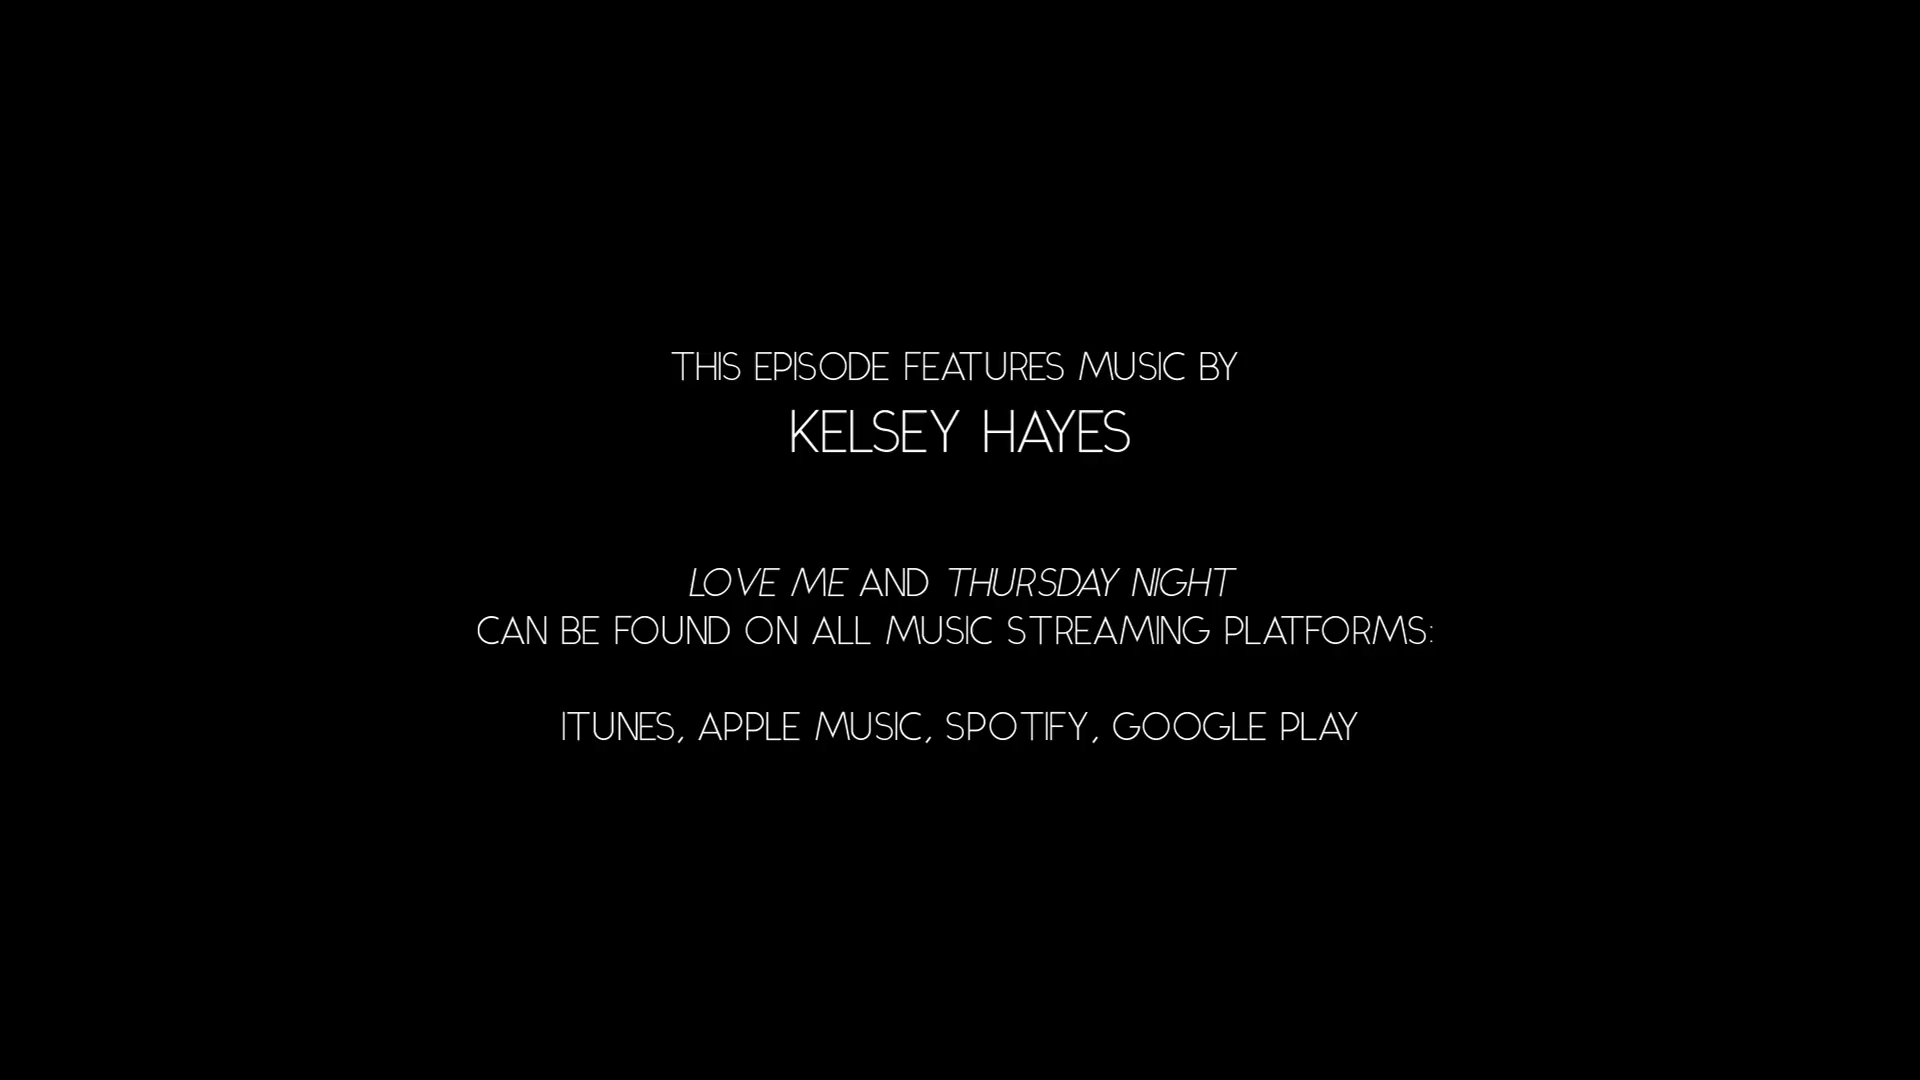 THIS EPISODE FEATURES MUSIC BY
KELSEY HAYES
LOVE ME AND THURSDAY NIGHT
CAN BE FOUND ON ALL MUSIC STREAMING PLATFORMS:
ITUNES, APPLE MUSIC, SPOTIFY, GOOGLE PLAY